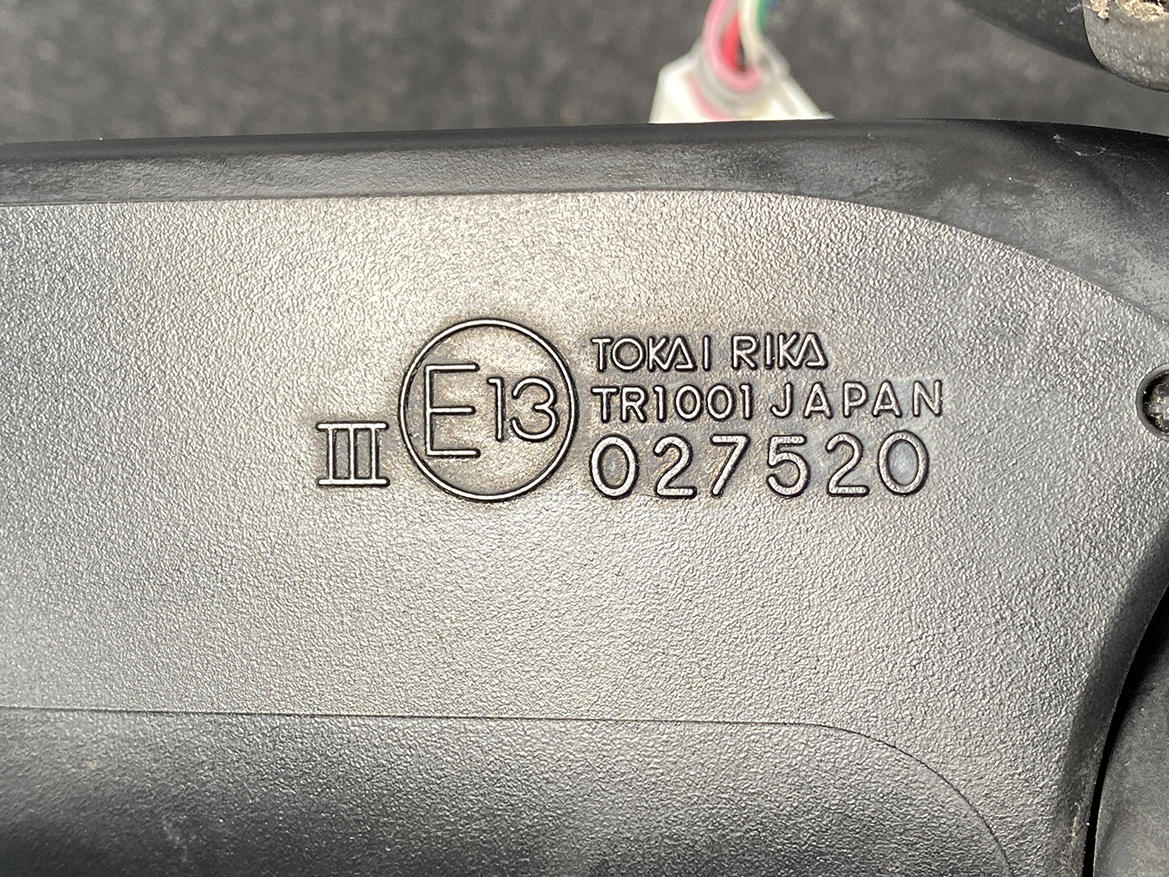 III E13 TOKAI RIKA
TR1001 JAPAN
027520